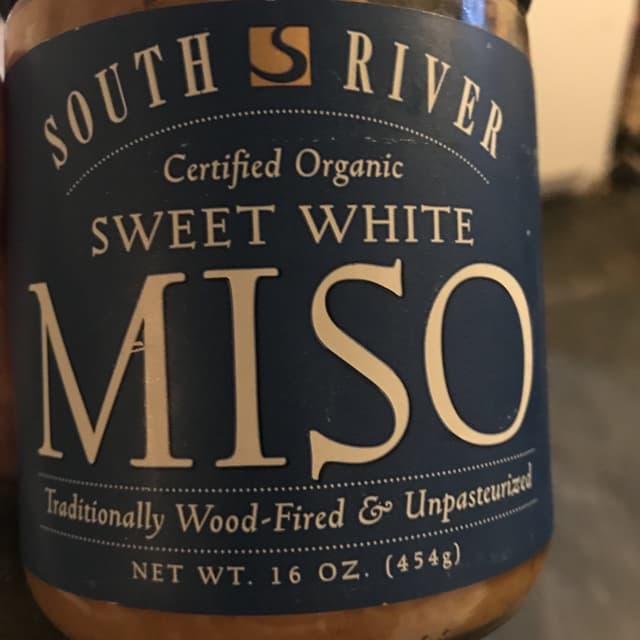 SOUTH S RIVER
Certified Organic
SWEET WHITE
MISO
Traditionally Wood-Fired & Unpasteurized
NET WT. 16 OZ. (454g)